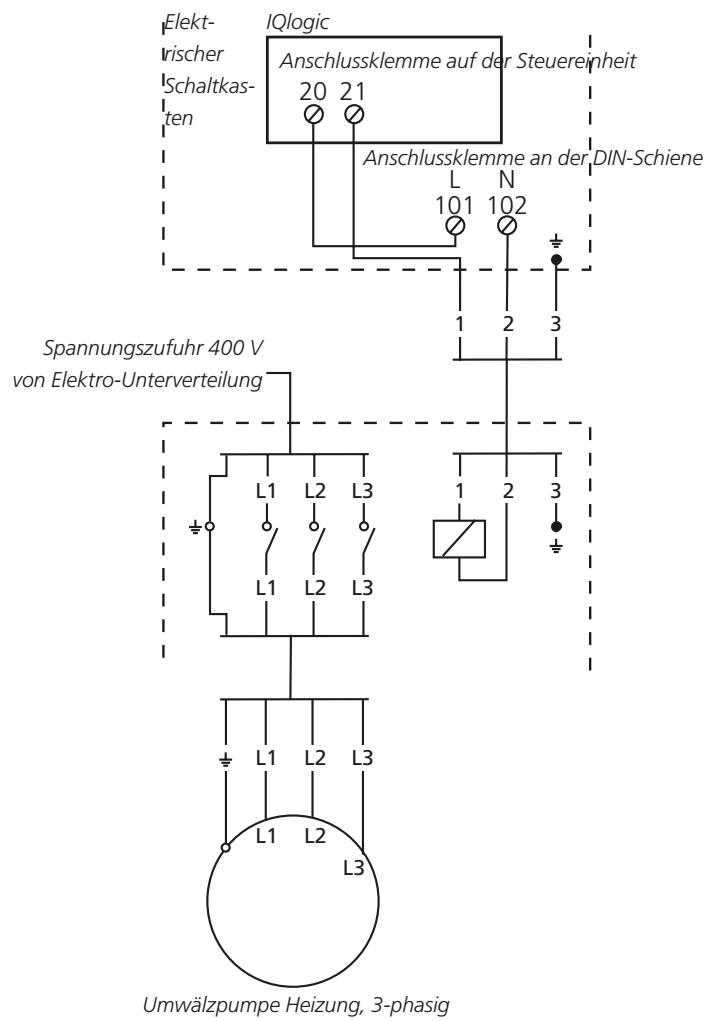 Elekt-
rischer
Schaltkas-
ten
IQlogic
Anschlussklemme auf der Steuereinheit
20 21
Anschlussklemme an der DIN-Schiene
L N
101 102
1 2 3
Spannungszufuhr 400 V
von Elektro-Unterverteilung
L1 L2 L3
1 2 3
L1 L2 L3
L1 L2 L3
L1 L2
L3
Umwälzpumpe Heizung, 3-phasig